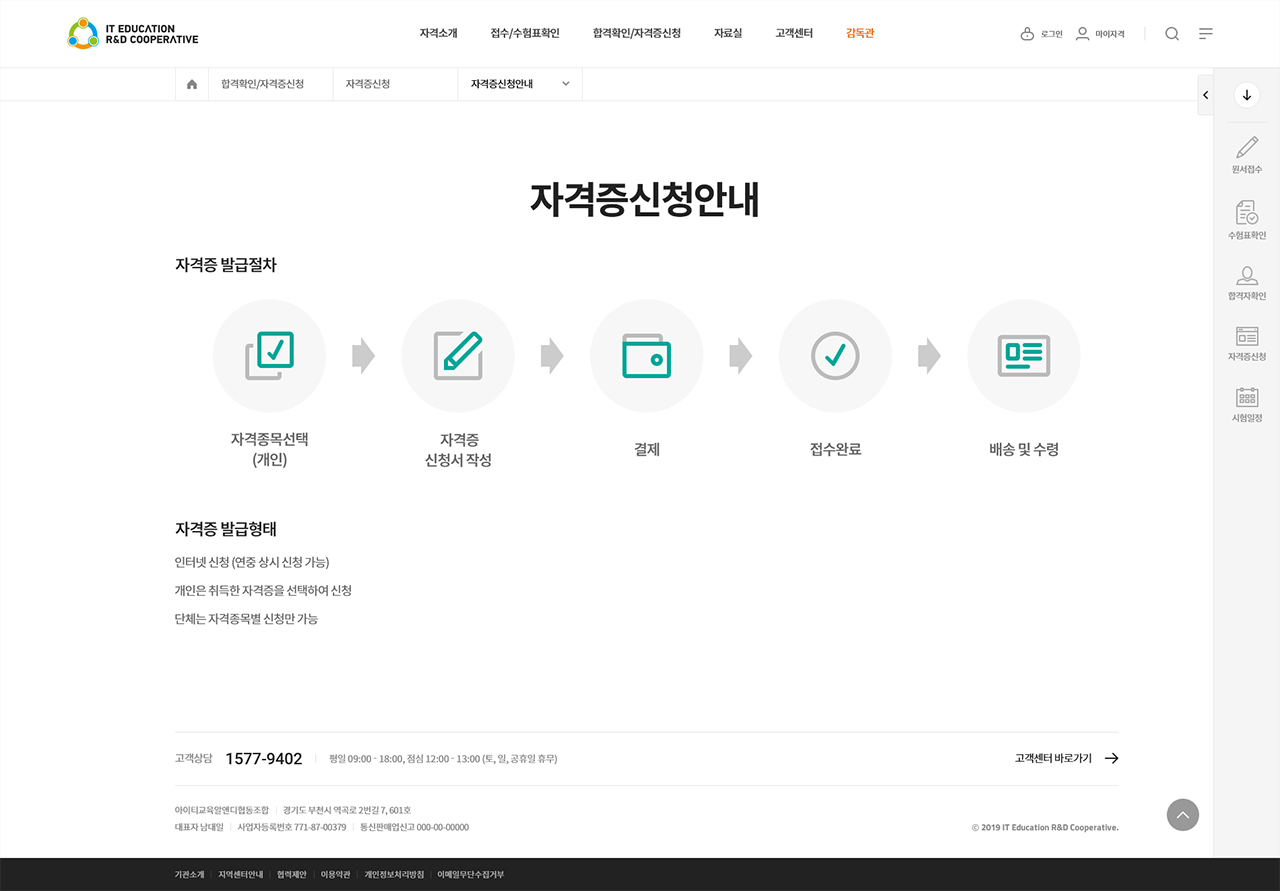 IT EDUCATION
R&D COOPERATIVE
자격소개 접수/수험표확인 합격확인/자격증신청 자료실 고객센터 감독관
로그인 마이자격
합격확인/자격증신청 자격증신청 자격증신청안내
원서접수
수험표확인
합격자확인
자격증신청
시험일정
자격증신청안내
자격증 발급절차
자격종목선택
(개인)
자격증
신청서 작성
결제
접수완료
배송 및 수령
자격증 발급형태
인터넷 신청 (연중 상시 신청 가능)
개인은 취득한 자격증을 선택하여 신청
단체는 자격종목별 신청만 가능
고객상담 1577-9402 평일 09:00 - 18:00, 점심 12:00 - 13:00 (토, 일, 공휴일 휴무) 고객센터 바로가기
아이티교육알앤디협동조합 경기도 부천시 역곡로 2번길 7, 601호
대표자 남대일 사업자등록번호 771-87-00379 통신판매업신고 000-00-00000
© 2019 IT Education R&D Cooperative.
기관소개 지역센터안내 협력제안 이용약관 개인정보처리방침 이메일무단수집거부